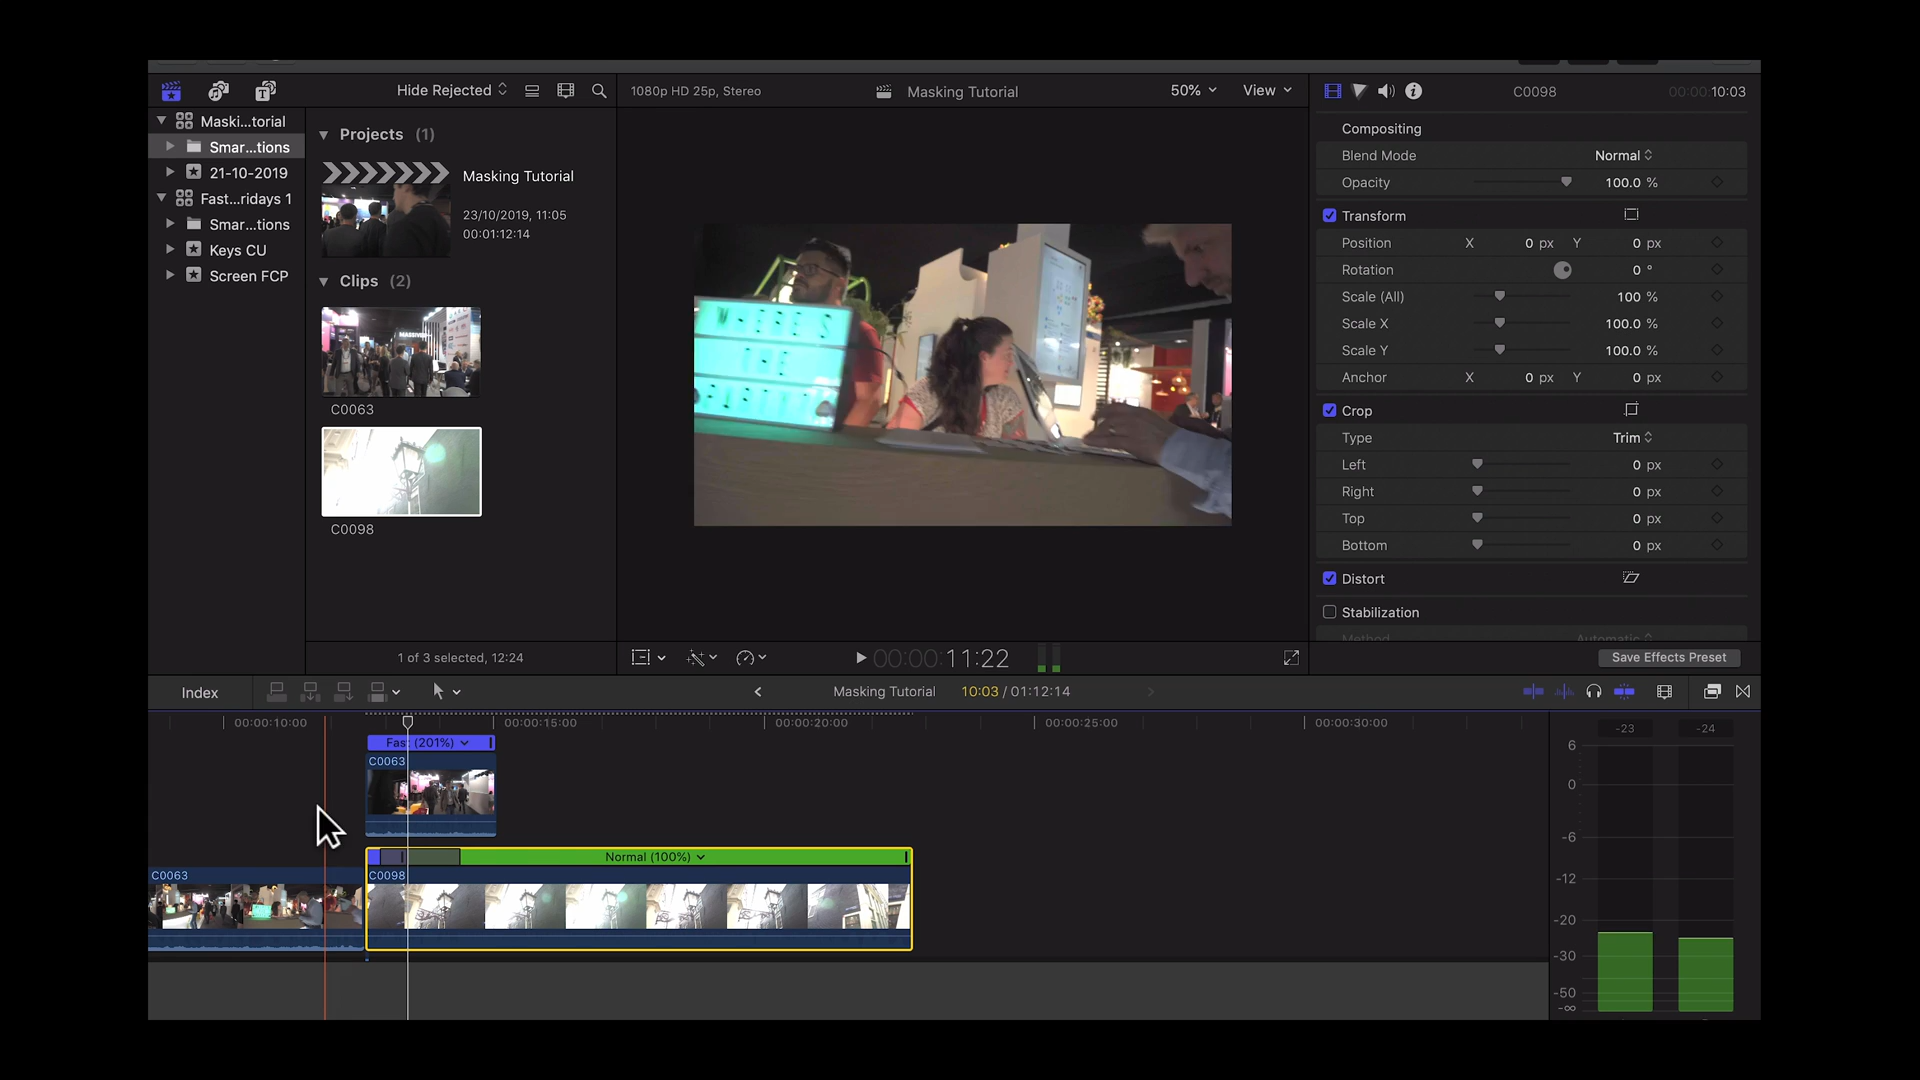 Hide Rejected
1080p HD 25p, Stereo
Masking Tutorial
50%
View
C0098
00:00:10:03
Maski...torial
Smar...tions
21-10-2019
Fast...ridays 1
Smar...tions
Keys CU
Screen FCP
Projects (1)
Masking Tutorial
23/10/2019, 11:05
00:01:12:14
Clips (2)
MASSIVE
C0063
C0098
1 of 3 selected, 12:24
Compositing
Blend Mode Normal
Opacity 100.0 %
Transform
Position X 0 px Y 0 px
Rotation 0 °
Scale (All) 100 %
Scale X 100.0 %
Scale Y 100.0 %
Anchor X 0 px Y 0 px
Crop
Type Trim
Left 0 px
Right 0 px
Top 0 px
Bottom 0 px
Distort
Stabilization
Method Automatic
Save Effects Preset
00:00:11:22
Index
Masking Tutorial 10:03 / 01:12:14
00:00:10:00 00:00:15:00 00:00:20:00 00:00:25:00 00:00:30:00
Fast (201%)
C0063
Normal (100%)
C0063
C0098
-23 -24
6
0
-6
-12
-20
-30
-50
-∞